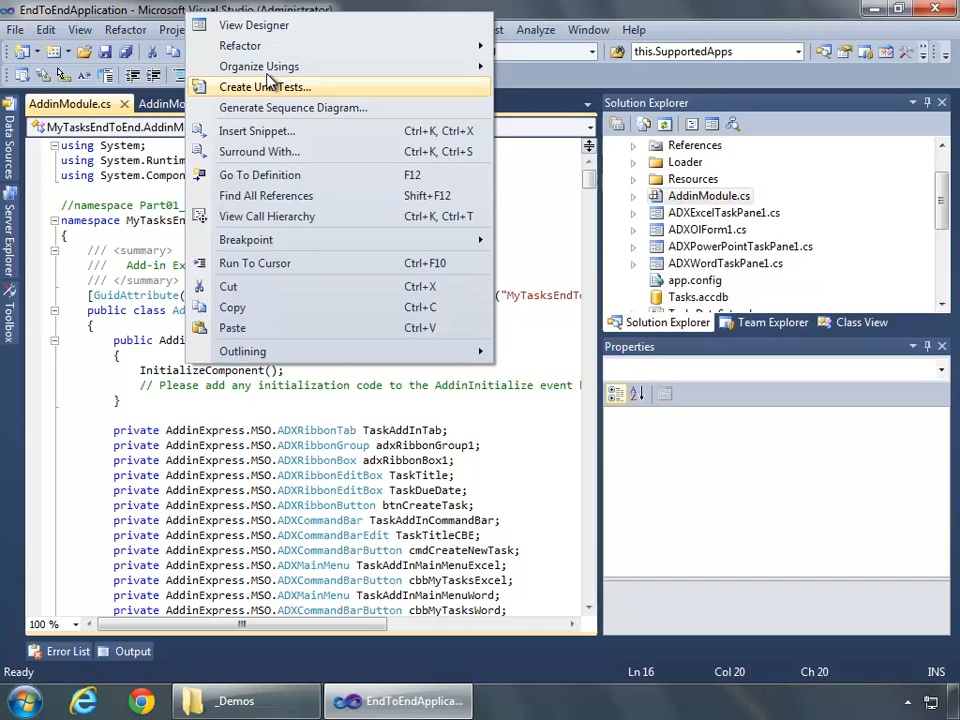 EndToEndApplication - Microsoft Visual Studio (Administrator)
File Edit View Refactor Proje st Analyze Window Help
this.SupportedApps
AddinModule.cs AddinMo
MyTasksEndToEnd.AddinM
View Designer
Refactor
Organize Usings
Create Unit Tests...
Generate Sequence Diagram...
Insert Snippet... Ctrl+K, Ctrl+X
Surround With... Ctrl+K, Ctrl+S
Go To Definition F12
Find All References Shift+F12
View Call Hierarchy Ctrl+K, Ctrl+T
Breakpoint
Run To Cursor Ctrl+F10
Cut Ctrl+X
Copy Ctrl+C
Paste Ctrl+V
Outlining
Data Sources
Server Explorer
Toolbox
using System;
using System.Runtim
using System.Compon
//namespace Part01_
namespace MyTasksEn
{
/// <summary>
/// Add-in Ex
/// </summary>
[GuidAttribute( ("MyTasksEndTo
public class Ad
{
public Addi
{
InitializeComponent();
// Please add any initialization code to the AddinInitialize event h
}
private AddinExpress.MSO.ADXRibbonTab TaskAddInTab;
private AddinExpress.MSO.ADXRibbonGroup adxRibbonGroup1;
private AddinExpress.MSO.ADXRibbonBox adxRibbonBox1;
private AddinExpress.MSO.ADXRibbonEditBox TaskTitle;
private AddinExpress.MSO.ADXRibbonEditBox TaskDueDate;
private AddinExpress.MSO.ADXRibbonButton btnCreateTask;
private AddinExpress.MSO.ADXCommandBar TaskAddInCommandBar;
private AddinExpress.MSO.ADXCommandBarEdit TaskTitleCBE;
private AddinExpress.MSO.ADXCommandBarButton cmdCreateNewTask;
private AddinExpress.MSO.ADXMainMenu TaskAddInMainMenuExcel;
private AddinExpress.MSO.ADXCommandBarButton cbbMyTasksExcel;
private AddinExpress.MSO.ADXMainMenu TaskAddInMainMenuWord;
private AddinExpress.MSO.ADXCommandBarButton cbbMyTasksWord;
100 %
Solution Explorer
References
Loader
Resources
AddinModule.cs
ADXExcelTaskPane1.cs
ADXOlForm1.cs
ADXPowerPointTaskPane1.cs
ADXWordTaskPane1.cs
app.config
Tasks.accdb
Solution Explorer Team Explorer Class View
Properties
Error List Output
Ready Ln 16 Col 20 Ch 20 INS
_Demos EndToEndApplica...